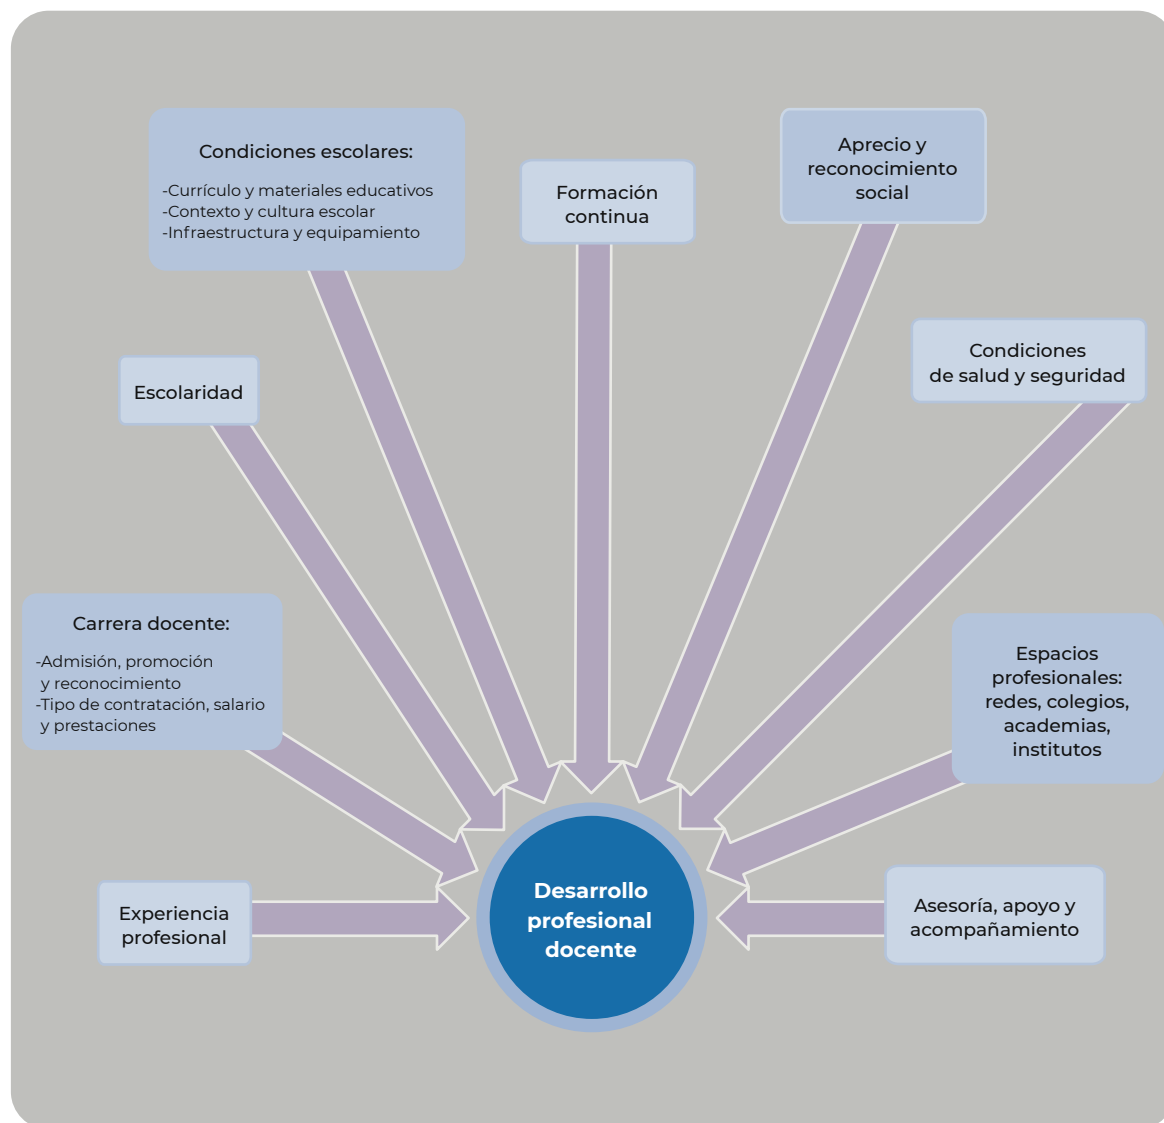 Condiciones escolares:
-Currículo y materiales educativos
-Contexto y cultura escolar
-Infraestructura y equipamiento
Formación
continua
Aprecio y
reconocimiento
social
Condiciones
de salud y seguridad
Escolaridad
Carrera docente:
-Admisión, promoción
y reconocimiento
-Tipo de contratación, salario
y prestaciones
Espacios
profesionales:
redes, colegios,
academias,
institutos
Experiencia
profesional
Desarrollo
profesional
docente
Asesoría, apoyo y
acompañamiento